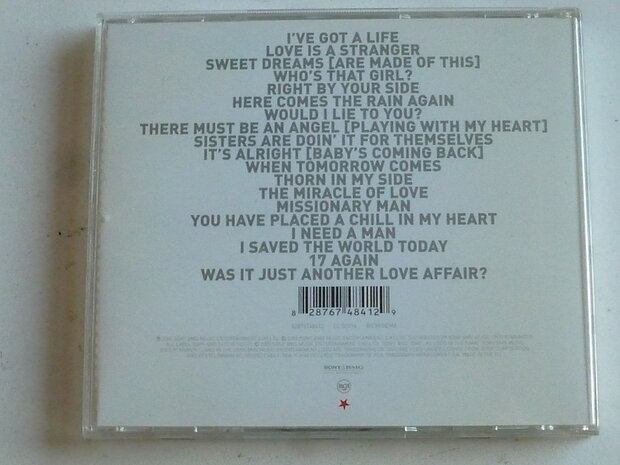 I'VE GOT A LIFE
LOVE IS A STRANGER
SWEET DREAMS [ARE MADE OF THIS]
WHO'S THAT GIRL?
RIGHT BY YOUR SIDE
HERE COMES THE RAIN AGAIN
WOULD I LIE TO YOU?
THERE MUST BE AN ANGEL [PLAYING WITH MY HEART]
SISTERS ARE DOIN' IT FOR THEMSELVES
IT'S ALRIGHT [BABY'S COMING BACK]
WHEN TOMORROW COMES
THORN IN MY SIDE
THE MIRACLE OF LOVE
MISSIONARY MAN
YOU HAVE PLACED A CHILL IN MY HEART
I NEED A MAN
I SAVED THE WORLD TODAY
17 AGAIN
WAS IT JUST ANOTHER LOVE AFFAIR?
8 28767 48412 9
SONY BMG
RCA